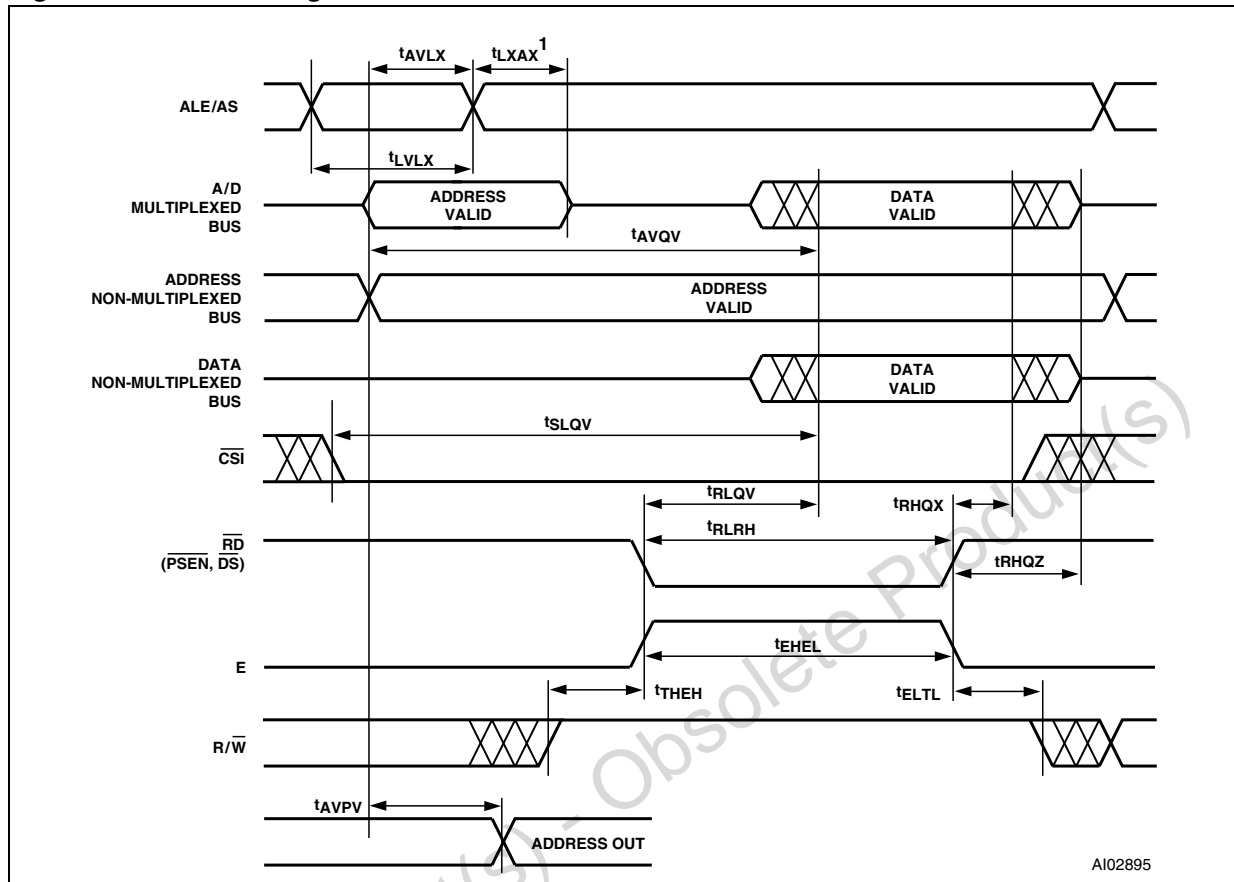 tAVLX tLXAX 1
ALE/AS
tLVLX
A/D
MULTIPLEXED
BUS
ADDRESS
VALID
DATA
VALID
tAVQV
ADDRESS
NON-MULTIPLEXED
BUS
ADDRESS
VALID
DATA
NON-MULTIPLEXED
BUS
DATA
VALID
tSLQV
CSI
tRLQV
tRHQX
tRLRH
RD
(PSEN, DS)
tRHQZ
E
tEHEL
tTHEH
tELTL
R/W
tAVPV
ADDRESS OUT
AI02895
(s) - Obsolete Product(s)